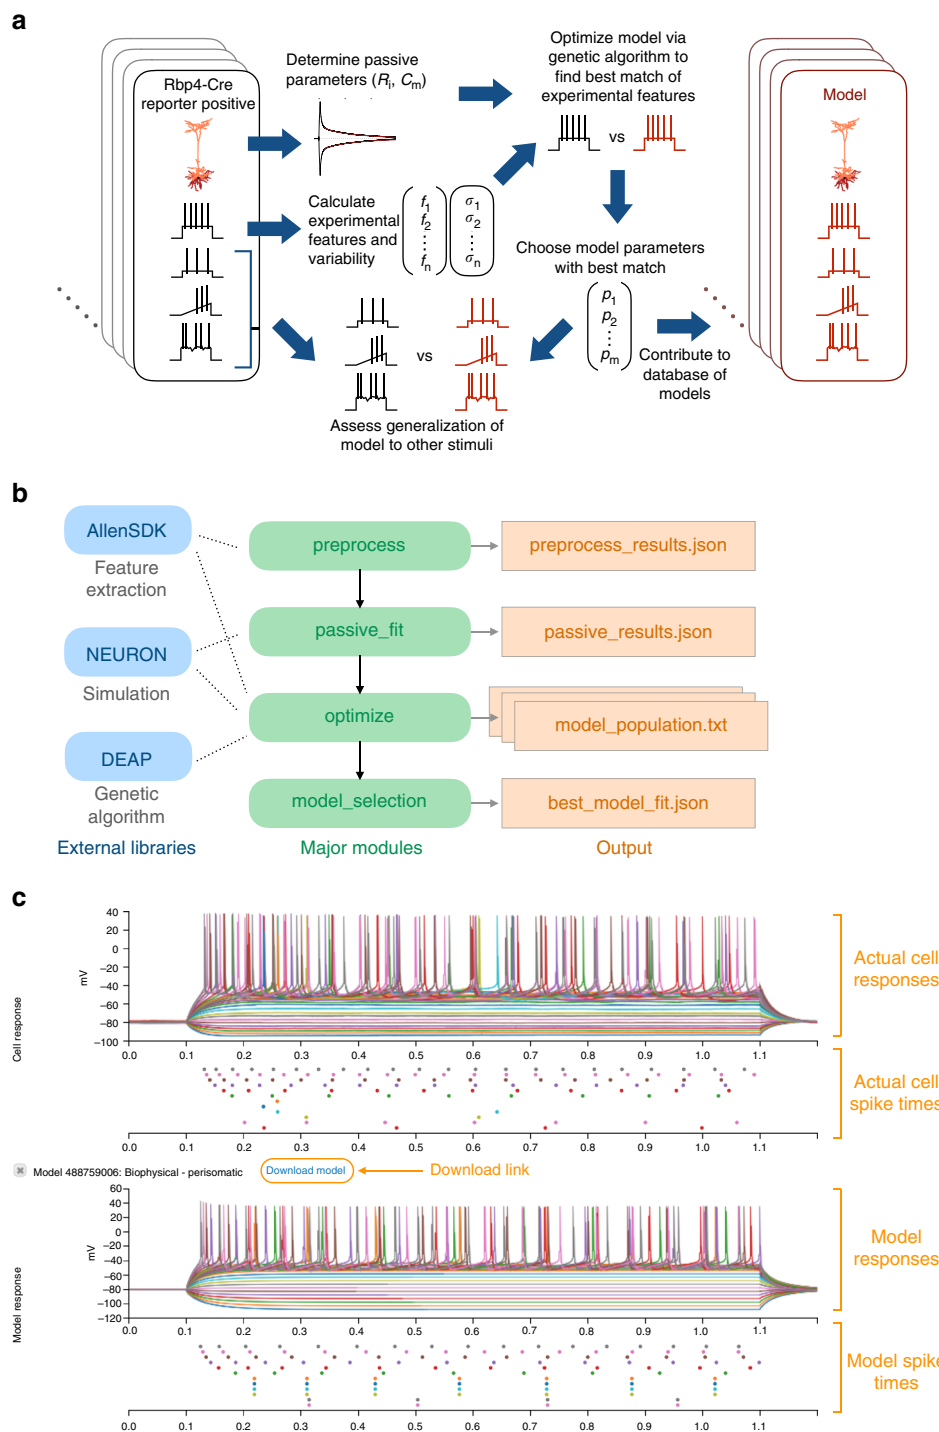 a
Rbp4-Cre
reporter positive
Determine passive
parameters (Ri, Cm)
Optimize model via
genetic algorithm to
find best match of
experimental features
vs
Model
Calculate
experimental
features and
variability
f1
f2
fn
σ1
σ2
σn
Choose model parameters
with best match
p1
p2
pm
vs
Contribute to
database of
models
Assess generalization of
model to other stimuli
b
AllenSDK
Feature
extraction
NEURON
Simulation
DEAP
Genetic
algorithm
External libraries
preprocess
passive_fit
optimize
model_selection
Major modules
preprocess_results.json
passive_results.json
model_population.txt
best_model_fit.json
Output
c
Cell response
mV
40
20
0
−20
−40
−60
−80
−100
0.0 0.1 0.2 0.3 0.4 0.5 0.6 0.7 0.8 0.9 1.0 1.1
Actual cell
responses
0.0 0.1 0.2 0.3 0.4 0.5 0.6 0.7 0.8 0.9 1.0 1.1
Actual cell
spike times
Model 488759006: Biophysical - perisomatic
Download model
Download link
Model response
mV
60
40
20
0
−20
−40
−60
−80
−100
−120
0.0 0.1 0.2 0.3 0.4 0.5 0.6 0.7 0.8 0.9 1.0 1.1
Model
responses
0.0 0.1 0.2 0.3 0.4 0.5 0.6 0.7 0.8 0.9 1.0 1.1
Model spike
times